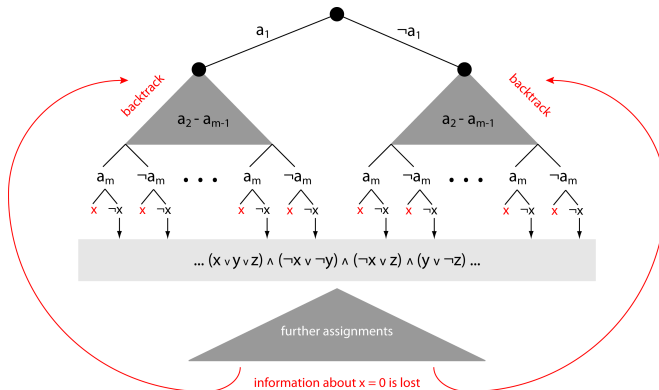 a1 ¬a1
backtrack backtrack
a2 - am-1 a2 - am-1
am ¬am • • • am ¬am am ¬am • • • am ¬am
x ¬x x ¬x x ¬x x ¬x x ¬x x ¬x x ¬x x ¬x
... (x ∨ y ∨ z) ∧ (¬x ∨ ¬y) ∧ (¬x ∨ z) ∧ (y ∨ ¬z) ...
further assignments
information about x = 0 is lost